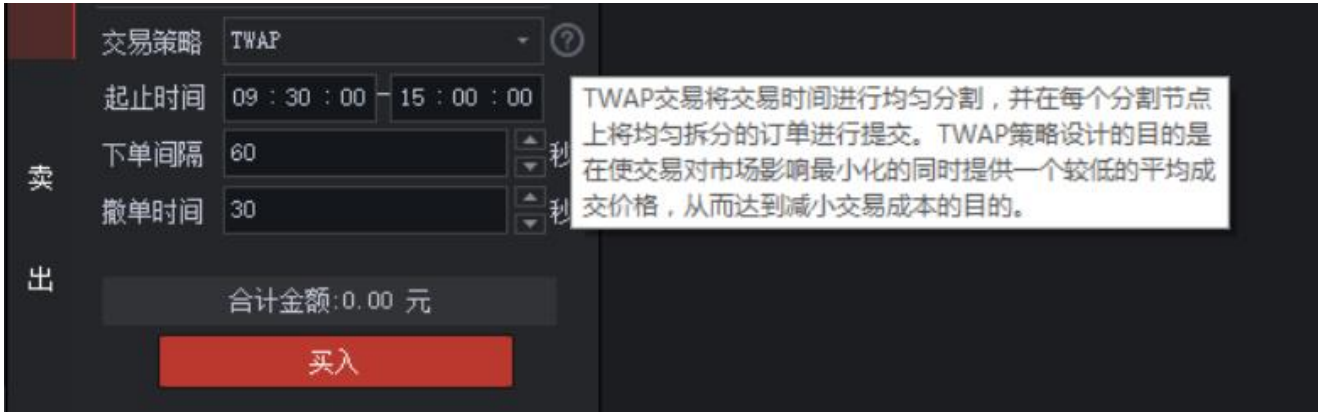 交易策略 TWAP ?
起止时间 09 : 30 : 00 - 15 : 00 : 00
下单间隔 60 秒
撤单时间 30 秒
TWAP交易将交易时间进行均匀分割，并在每个分割节点
上将均匀拆分的订单进行提交。TWAP策略设计的目的是
在使交易对市场影响最小化的同时提供一个较低的平均成
交价格，从而达到减小交易成本的目的。
卖
出
合计金额:0.00 元
买入